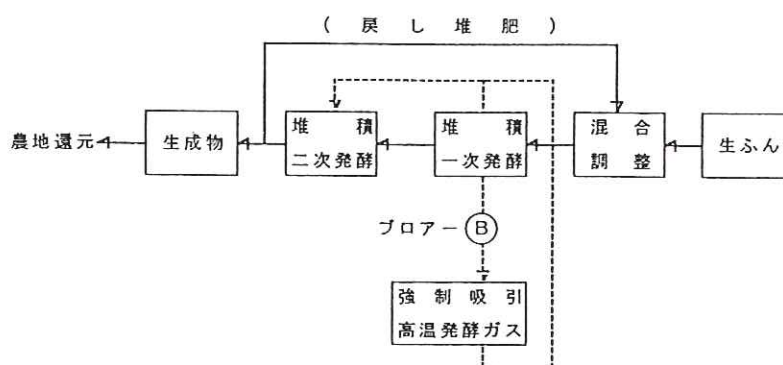 (戻し堆肥)
農地還元
生成物
堆積
二次発酵
堆積
一次発酵
混合
調整
生ふん
ブロアー
B
強制吸引
高温発酵ガス